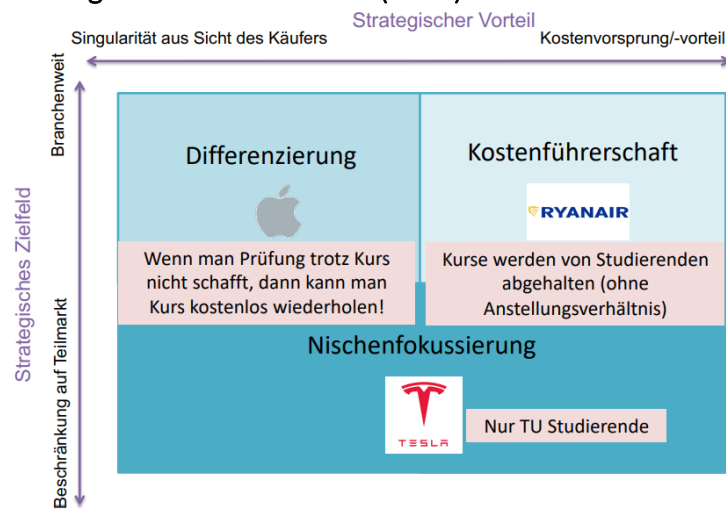 Strategischer Vorteil
Singularität aus Sicht des Käufers
Kostenvorsprung/-vorteil
Strategisches Zielfeld
Branchenweit
Beschränkung auf Teilmarkt
Differenzierung
Kostenführerschaft
RYANAIR
Wenn man Prüfung trotz Kurs
nicht schafft, dann kann man
Kurs kostenlos wiederholen!
Kurse werden von Studierenden
abgehalten (ohne
Anstellungsverhältnis)
Nischenfokussierung
TESLA
Nur TU Studierende